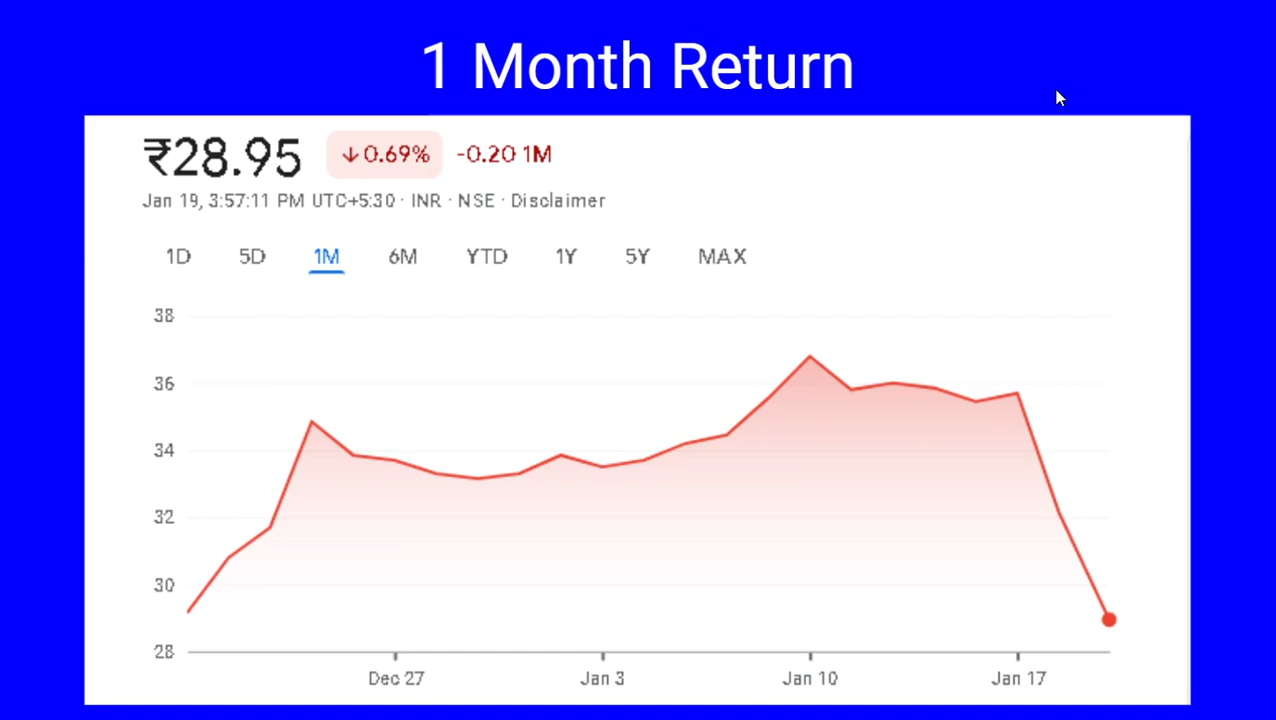 1 Month Return
₹28.95 ↓0.69% -0.20 1M
Jan 19, 3:57:11 PM UTC+5:30 · INR · NSE · Disclaimer
1D 5D 1M 6M YTD 1Y 5Y MAX
38
36
34
32
30
28
Dec 27 Jan 3 Jan 10 Jan 17